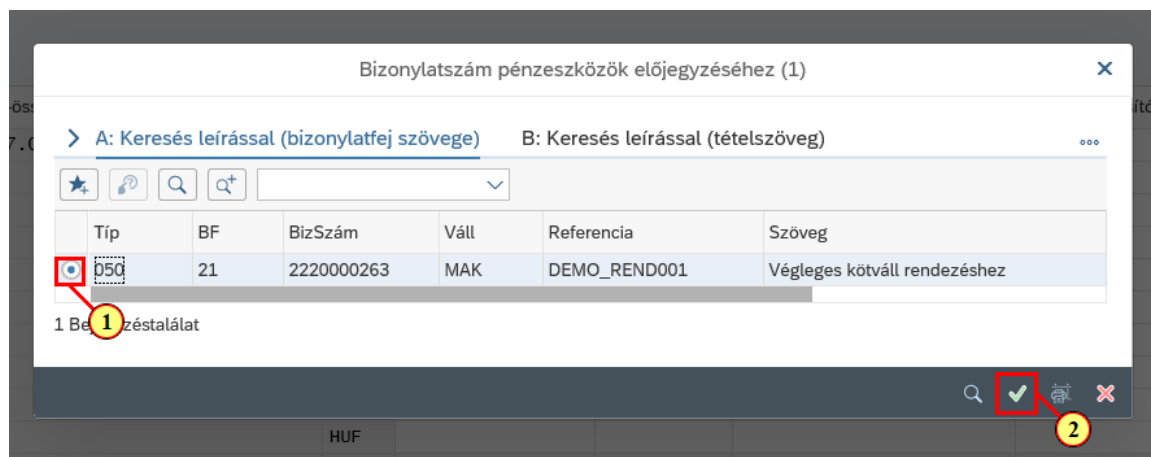 Bizonylatszám pénzeszközök előjegyzéséhez (1)
A: Keresés leírással (bizonylatfej szövege) B: Keresés leírással (tételszöveg)
Típ BF BizSzám Váll Referencia Szöveg
050 21 2220000263 MAK DEMO_REND001 Végleges kötváll rendezéshez
1
2
HUF